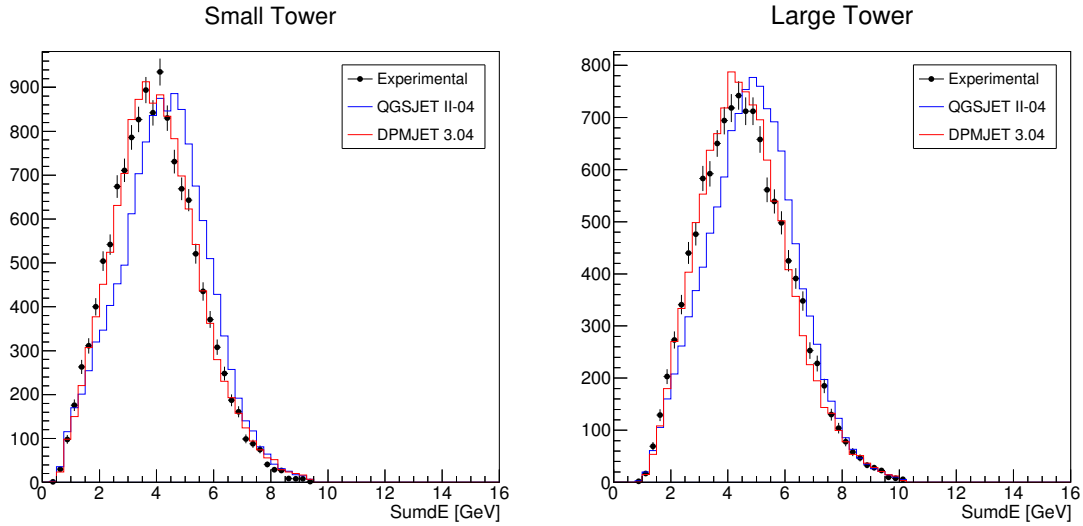 Small Tower
900
800
700
600
500
400
300
200
100
0
0 2 4 6 8 10 12 14 16
SumdE [GeV]
Experimental
QGSJET II-04
DPMJET 3.04
Large Tower
800
700
600
500
400
300
200
100
0
0 2 4 6 8 10 12 14 16
SumdE [GeV]
Experimental
QGSJET II-04
DPMJET 3.04